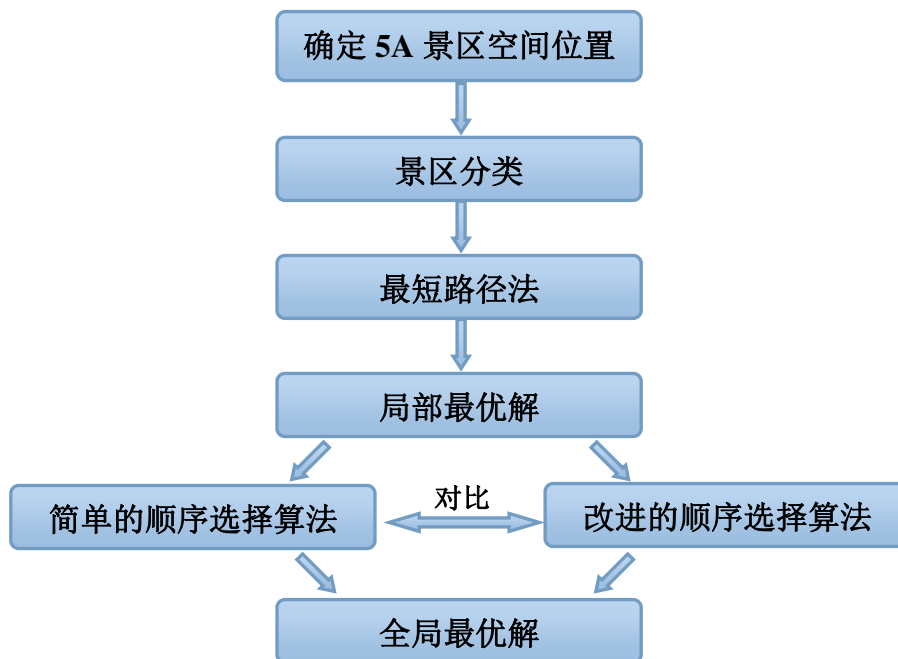 确定 5A 景区空间位置
景区分类
最短路径法
局部最优解
对比
简单的顺序选择算法
改进的顺序选择算法
全局最优解